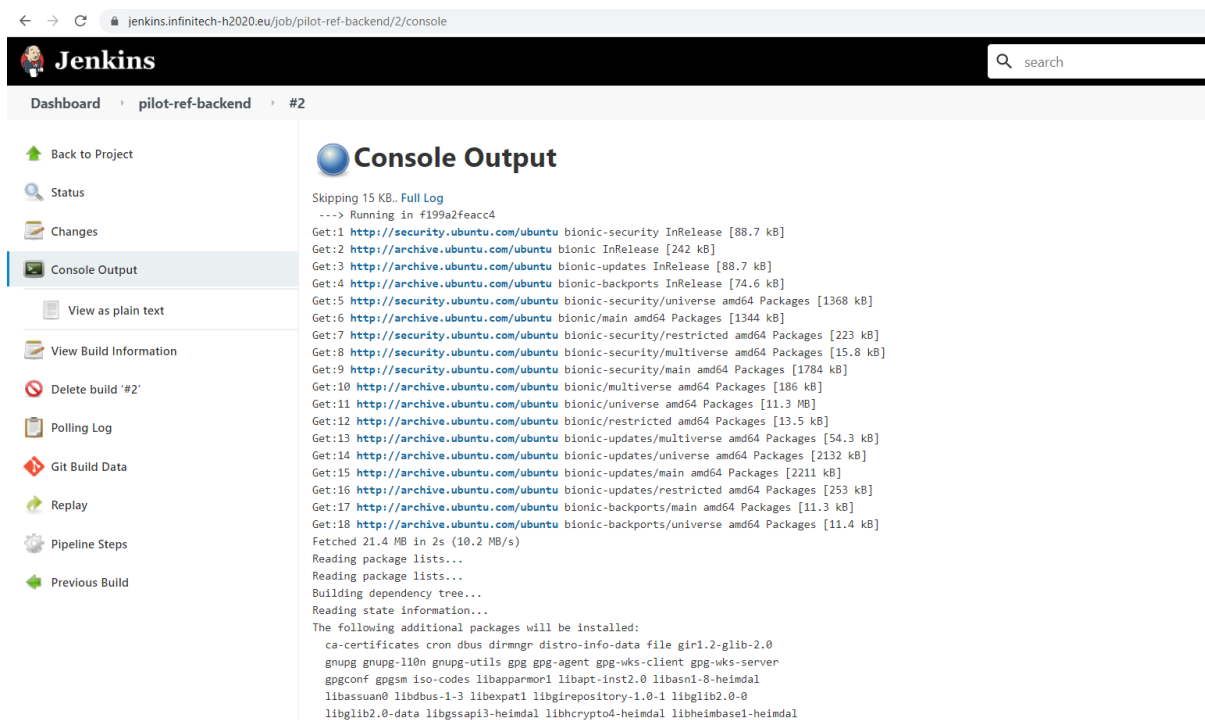 jenkins.infinitech-h2020.eu/job/pilot-ref-backend/2/console
Jenkins
search
Dashboard pilot-ref-backend #2
Back to Project
Status
Changes
Console Output
View as plain text
View Build Information
Delete build '#2'
Polling Log
Git Build Data
Replay
Pipeline Steps
Previous Build
Console Output
Skipping 15 KB.. Full Log
---> Running in f199a2feacc4
Get:1 http://security.ubuntu.com/ubuntu bionic-security InRelease [88.7 kB]
Get:2 http://archive.ubuntu.com/ubuntu bionic InRelease [242 kB]
Get:3 http://archive.ubuntu.com/ubuntu bionic-updates InRelease [88.7 kB]
Get:4 http://archive.ubuntu.com/ubuntu bionic-backports InRelease [74.6 kB]
Get:5 http://security.ubuntu.com/ubuntu bionic-security/universe amd64 Packages [1368 kB]
Get:6 http://archive.ubuntu.com/ubuntu bionic/main amd64 Packages [1344 kB]
Get:7 http://security.ubuntu.com/ubuntu bionic-security/restricted amd64 Packages [223 kB]
Get:8 http://security.ubuntu.com/ubuntu bionic-security/multiverse amd64 Packages [15.8 kB]
Get:9 http://security.ubuntu.com/ubuntu bionic-security/main amd64 Packages [1784 kB]
Get:10 http://archive.ubuntu.com/ubuntu bionic/multiverse amd64 Packages [186 kB]
Get:11 http://archive.ubuntu.com/ubuntu bionic/universe amd64 Packages [11.3 MB]
Get:12 http://archive.ubuntu.com/ubuntu bionic/restricted amd64 Packages [13.5 kB]
Get:13 http://archive.ubuntu.com/ubuntu bionic-updates/multiverse amd64 Packages [54.3 kB]
Get:14 http://archive.ubuntu.com/ubuntu bionic-updates/universe amd64 Packages [2132 kB]
Get:15 http://archive.ubuntu.com/ubuntu bionic-updates/main amd64 Packages [2211 kB]
Get:16 http://archive.ubuntu.com/ubuntu bionic-updates/restricted amd64 Packages [253 kB]
Get:17 http://archive.ubuntu.com/ubuntu bionic-backports/main amd64 Packages [11.3 kB]
Get:18 http://archive.ubuntu.com/ubuntu bionic-backports/universe amd64 Packages [11.4 kB]
Fetched 21.4 MB in 2s (10.2 MB/s)
Reading package lists...
Reading package lists...
Building dependency tree...
Reading state information...
The following additional packages will be installed:
ca-certificates cron dbus dirmngr distro-info-data file gir1.2-glib-2.0
gnupg gnupg-l10n gnupg-utils gpg gpg-agent gpg-wks-client gpg-wks-server
gpgconf gpgsm iso-codes libapparmor1 libapt-inst2.0 libasn1-8-heimdal
libassuan0 libdbus-1-3 libexpat1 libgirepository-1.0-1 libglib2.0-0
libglib2.0-data libgssapi3-heimdal libhcrypto4-heimdal libheimbase1-heimdal